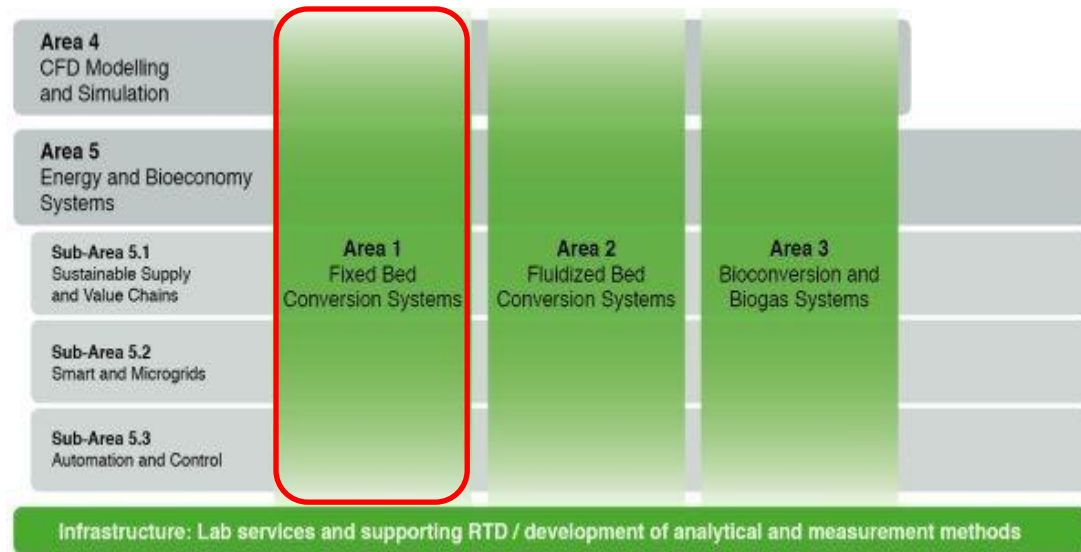 Area 4
CFD Modelling
and Simulation
Area 5
Energy and Bioeconomy
Systems
Sub-Area 5.1
Sustainable Supply
and Value Chains
Sub-Area 5.2
Smart and Microgrids
Sub-Area 5.3
Automation and Control
Area 1
Fixed Bed
Conversion Systems
Area 2
Fluidized Bed
Conversion Systems
Area 3
Bioconversion and
Biogas Systems
Infrastructure: Lab services and supporting RTD / development of analytical and measurement methods